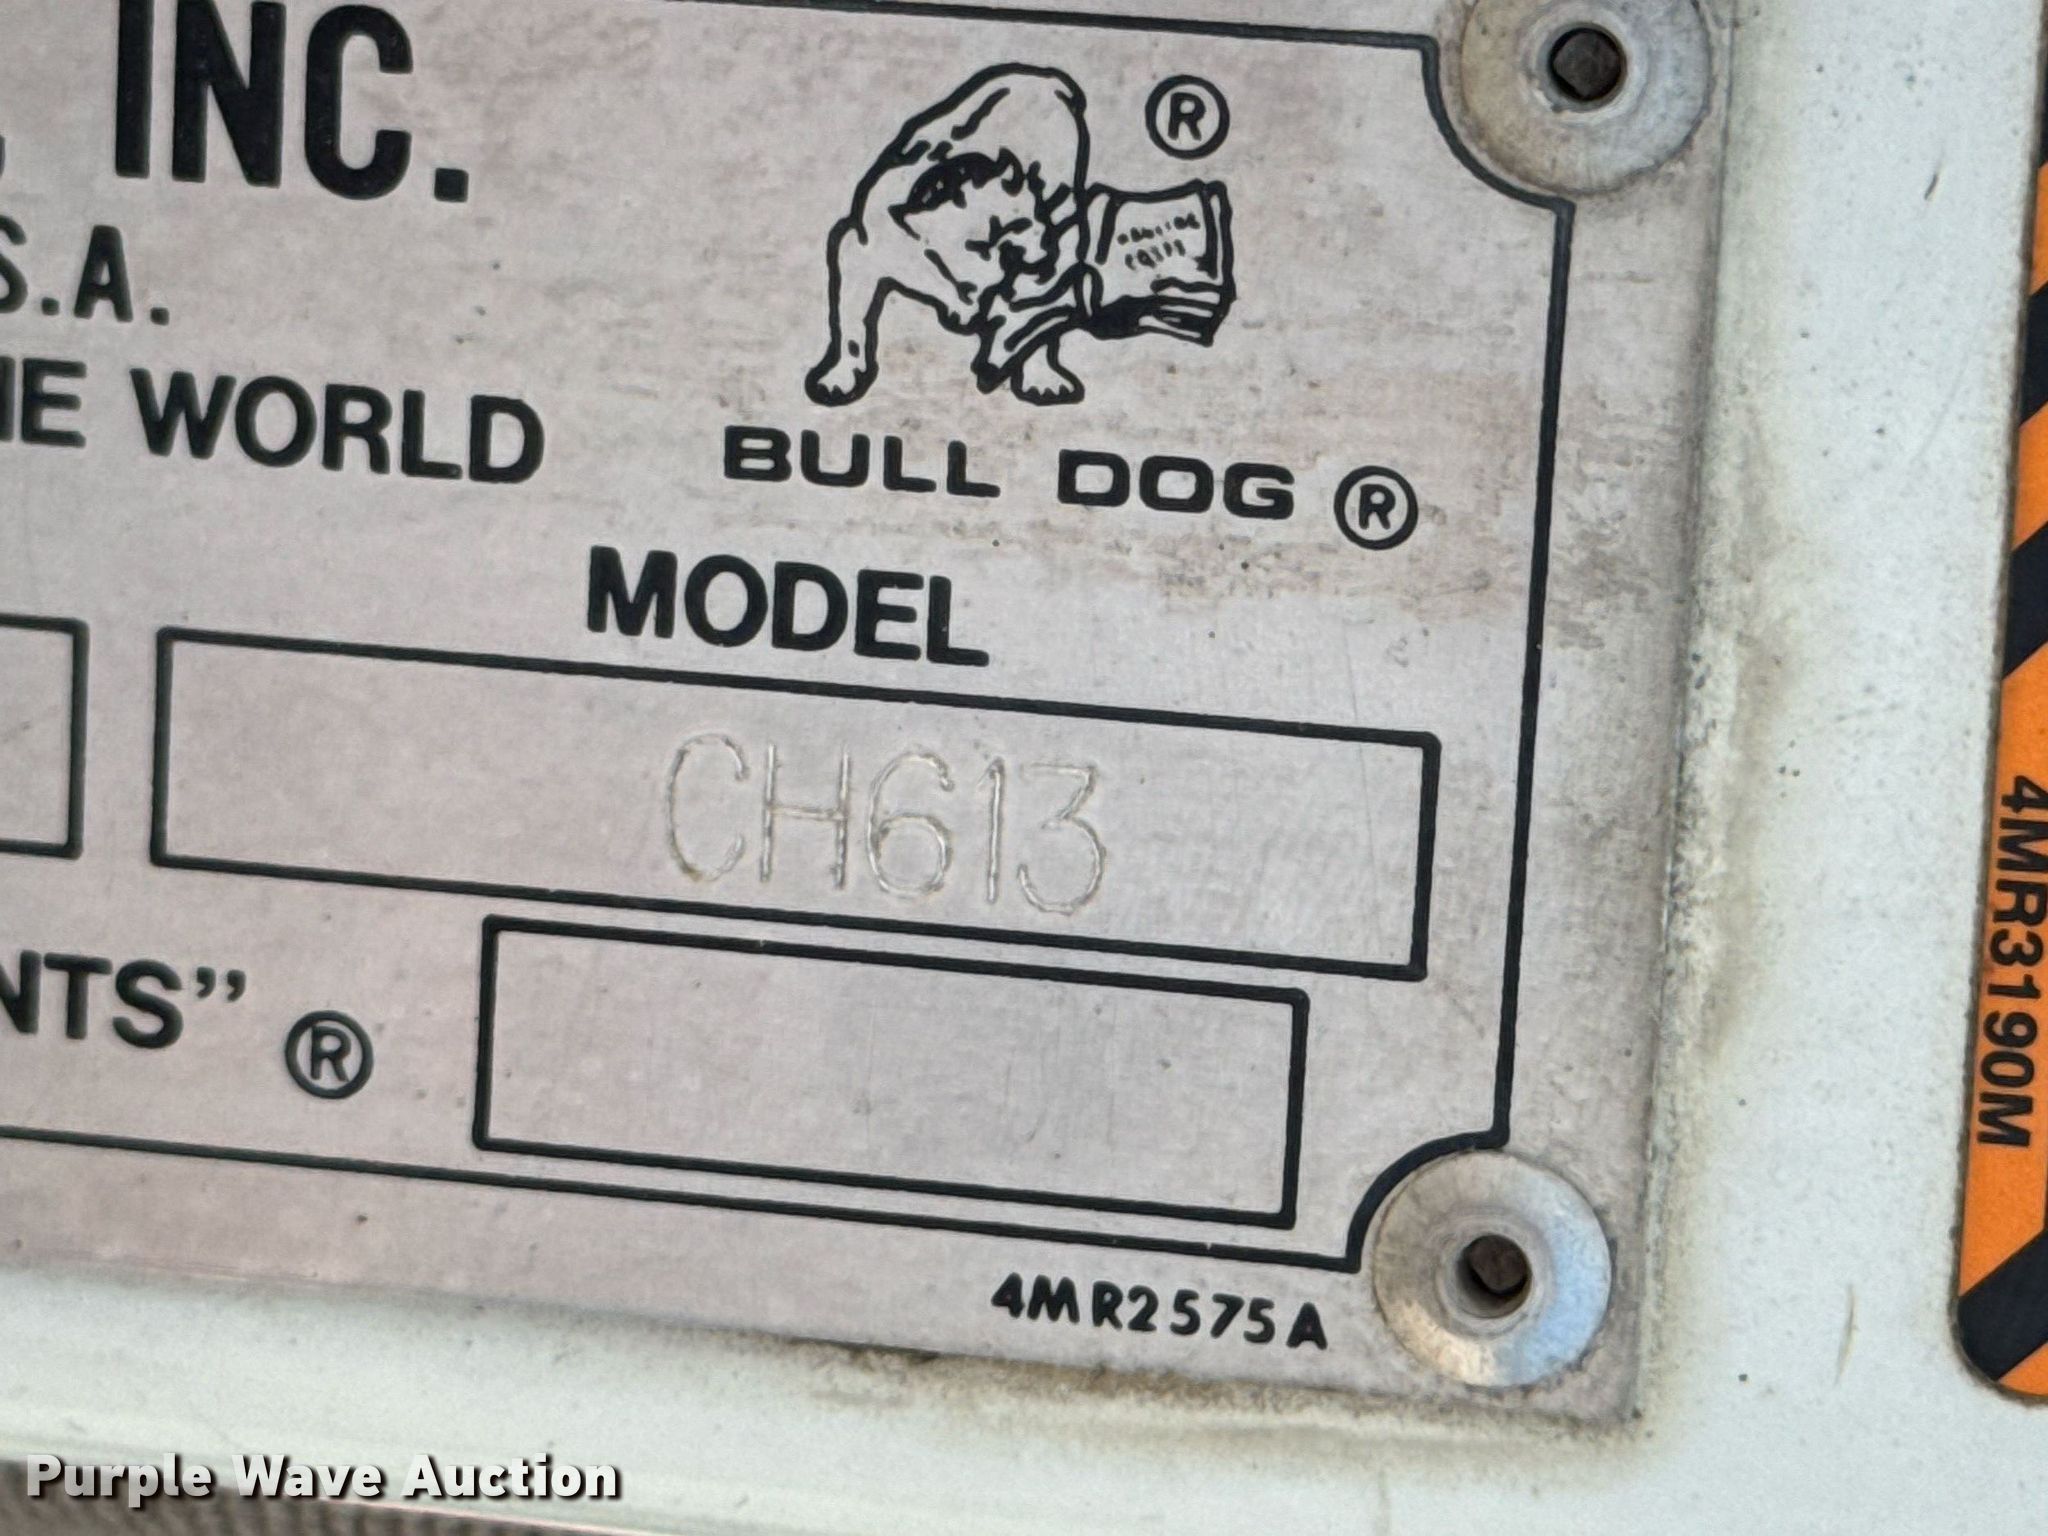 INC.
S.A.
HE WORLD
®
BULL DOG ®
MODEL
CH613
NTS” ®
4MR2575A
4MR3190M
Purple Wave Auction